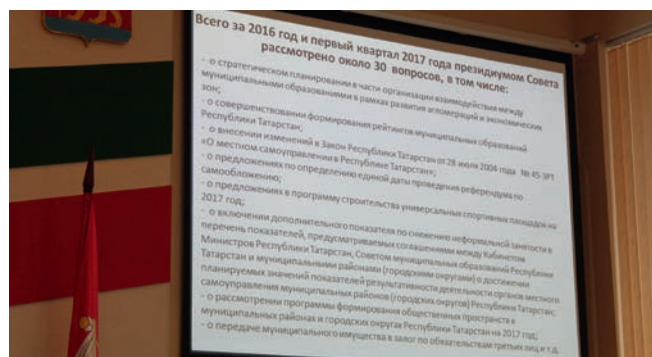 1935
Всего за 2016 год и первый квартал 2017 года президиумом Совета
рассмотрено около 30 вопросов, в том числе:
- о стратегическом планировании в части организации взаимодействия между
муниципальными образованиями в рамках развития агломераций и экономических
зон;
- о совершенствовании формирования рейтингов муниципальных образований
Республики Татарстан;
- о внесении изменений в Закон Республики Татарстан от 28 июля 2004 года № 45-ЗРТ
«О местном самоуправлении в Республике Татарстан»;
- о предложениях по определению единой даты проведения референдума по
самообложению;
- о предложениях в программу строительства универсальных спортивных площадок на
2017 год;
- о включении дополнительного показателя по снижению неформальной занятости в
перечень показателей, предусматриваемых соглашениями между Кабинетом
Министров Республики Татарстан, Советом муниципальных образований Республики
Татарстан и муниципальными районами (городскими округами) о достижении
планируемых значений показателей результативности деятельности органов местного
самоуправления муниципальных районов (городских округов) Республики Татарстан;
- о рассмотрении программы формирования общественных пространств в
муниципальных районах и городских округах Республики Татарстан на 2017 год;
- о передаче муниципального имущества в залог по обязательствам третьих лиц и т.д.